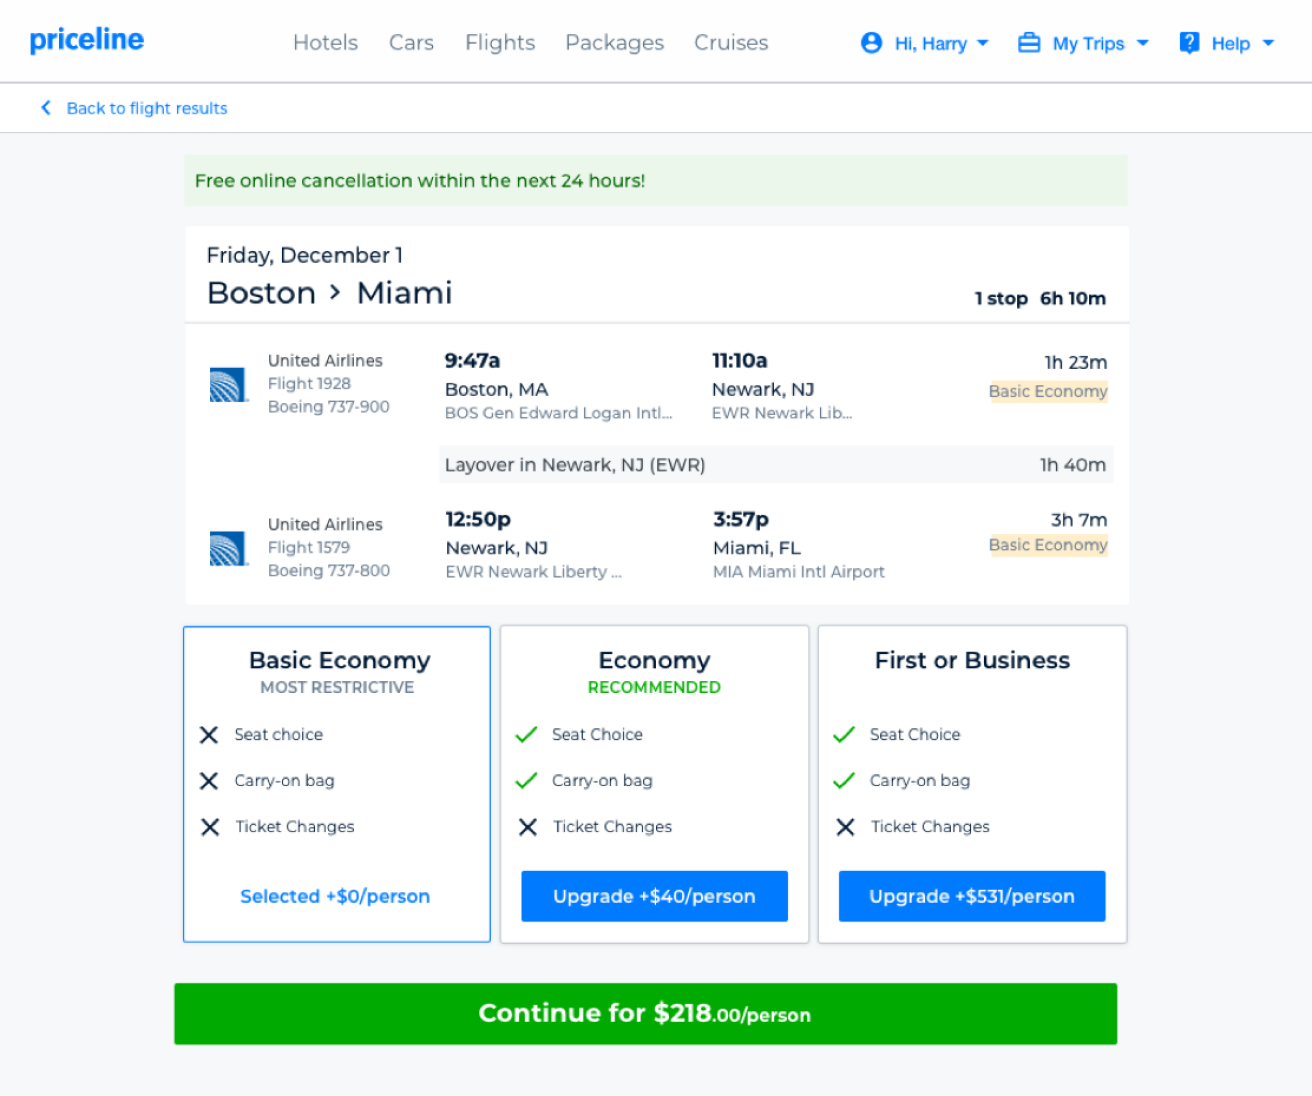 priceline
Hotels Cars Flights Packages Cruises
Hi, Harry My Trips Help
Back to flight results
Free online cancellation within the next 24 hours!
Friday, December 1
Boston > Miami
1 stop 6h 10m
United Airlines
Flight 1928
Boeing 737-900
9:47a
Boston, MA
BOS Gen Edward Logan Intl...
11:10a
Newark, NJ
EWR Newark Lib...
1h 23m
Basic Economy
Layover in Newark, NJ (EWR) 1h 40m
United Airlines
Flight 1579
Boeing 737-800
12:50p
Newark, NJ
EWR Newark Liberty ...
3:57p
Miami, FL
MIA Miami Intl Airport
3h 7m
Basic Economy
Basic Economy
MOST RESTRICTIVE
Seat choice
Carry-on bag
Ticket Changes
Selected +$0/person
Economy
RECOMMENDED
Seat Choice
Carry-on bag
Ticket Changes
Upgrade +$40/person
First or Business
Seat Choice
Carry-on bag
Ticket Changes
Upgrade +$531/person
Continue for $218.00/person